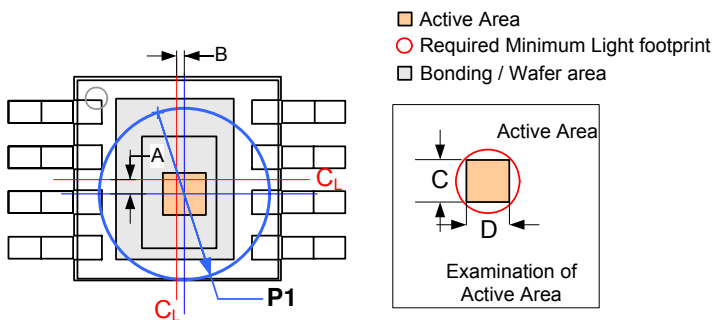 Active Area
Required Minimum Light footprint
Bonding / Wafer area
B
A
CL
CL
P1
Active Area
C
D
Examination of
Active Area